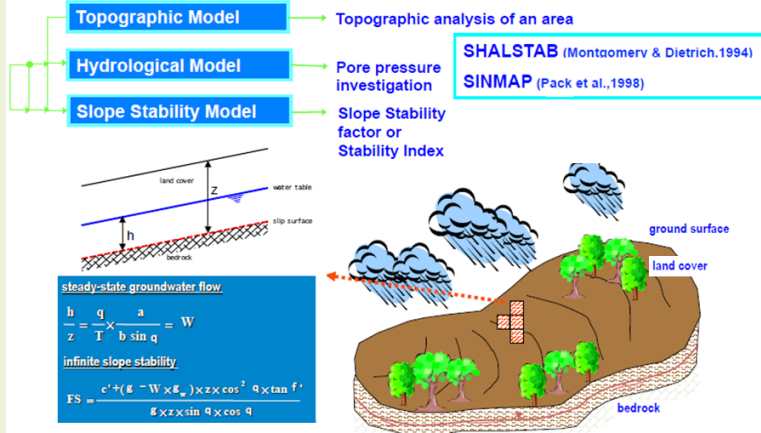 Topographic Model
Topographic analysis of an area
Hydrological Model
Pore pressure
investigation
SHALSTAB (Montgomery & Dietrich,1994)
SINMAP (Pack et al.,1998)
Slope Stability Model
Slope Stability
factor or
Stability Index
land cover
z
water table
h
slip surface
bedrock
steady-state groundwater flow
h/z = q/T × a/(b sin q) = W
infinite slope stability
FS = (c'+(g - W×g_w)×z×cos² q×tan f')/(g×z×sin q×cos q)
ground surface
land cover
bedrock